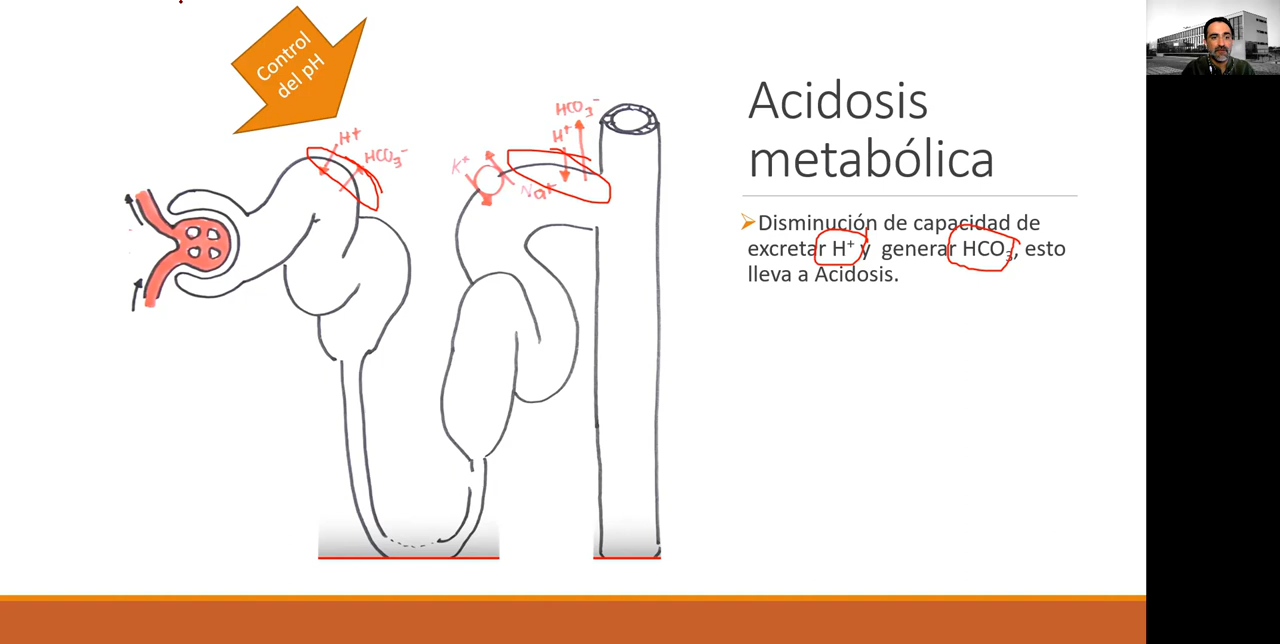 Control
del pH
H+
HCO3-
K+
Na+
H+
HCO3-
Acidosis
metabólica
Disminución de capacidad de
excretar H+ y generar HCO3, esto
lleva a Acidosis.